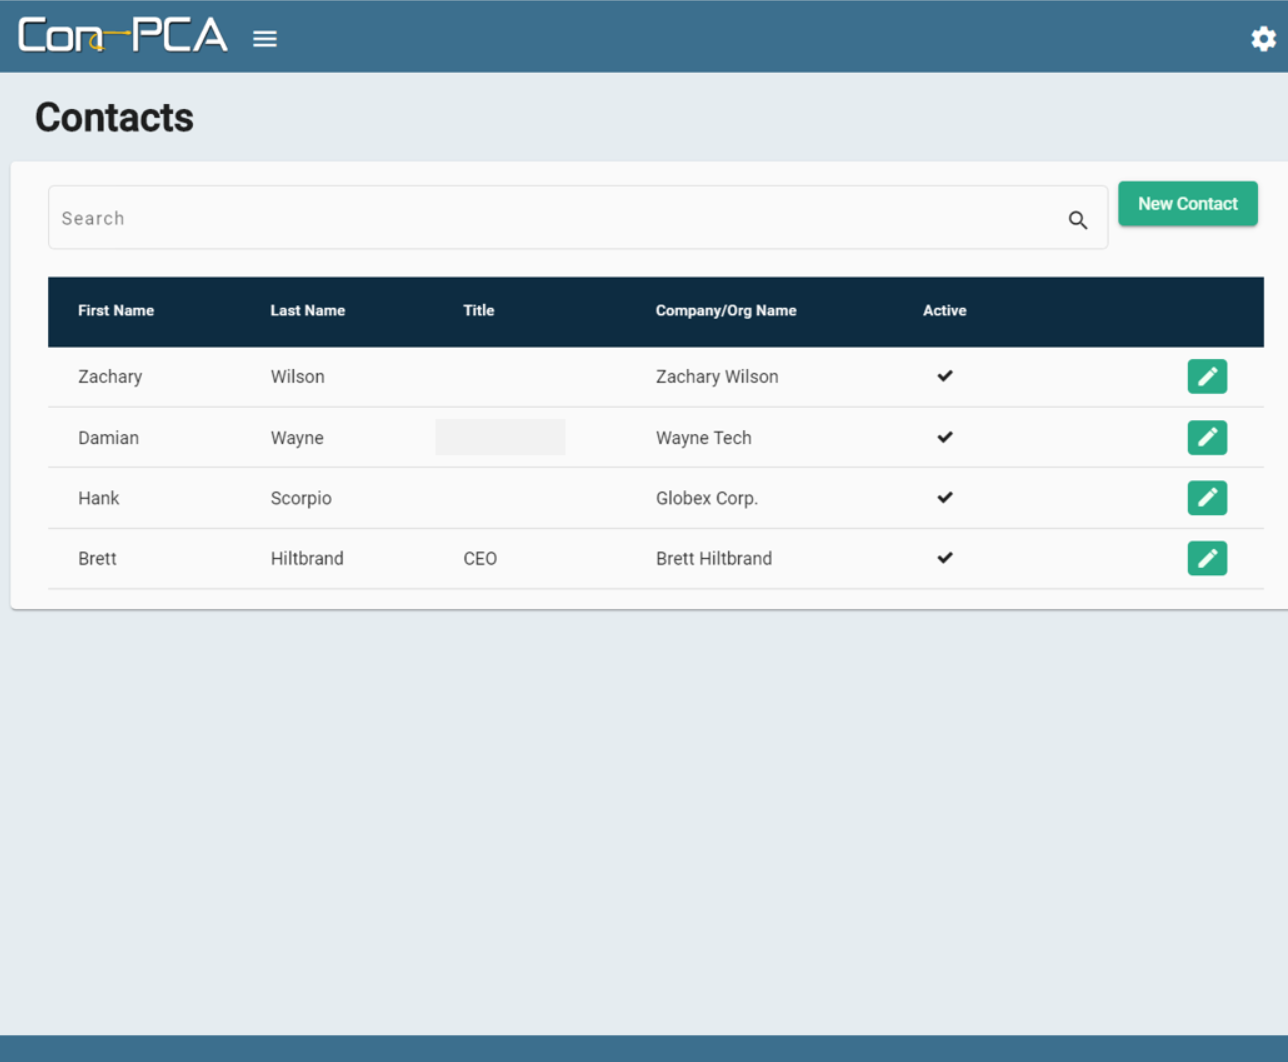 Con-PCA
Contacts
Search
New Contact
First Name Last Name Title Company/Org Name Active
Zachary Wilson Zachary Wilson
Damian Wayne Wayne Tech
Hank Scorpio Globex Corp.
Brett Hiltbrand CEO Brett Hiltbrand